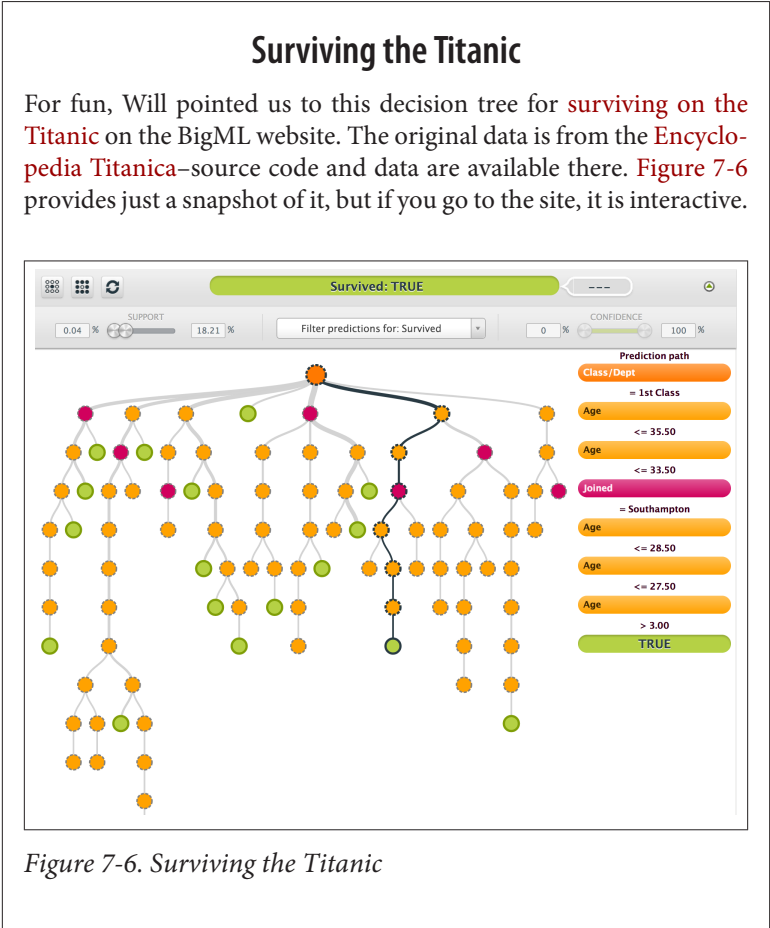 Surviving the Titanic
For fun, Will pointed us to this decision tree for surviving on the
Titanic on the BigML website. The original data is from the Encyclo-
pedia Titanica–source code and data are available there. Figure 7-6
provides just a snapshot of it, but if you go to the site, it is interactive.
Survived: TRUE
---
SUPPORT
0.04 %
18.21 %
Filter predictions for: Survived
CONFIDENCE
0 %
100 %
Prediction path
Class/Dept
= 1st Class
Age
<= 35.50
Age
<= 33.50
Joined
= Southampton
Age
<= 28.50
Age
<= 27.50
Age
> 3.00
TRUE
Figure 7-6. Surviving the Titanic